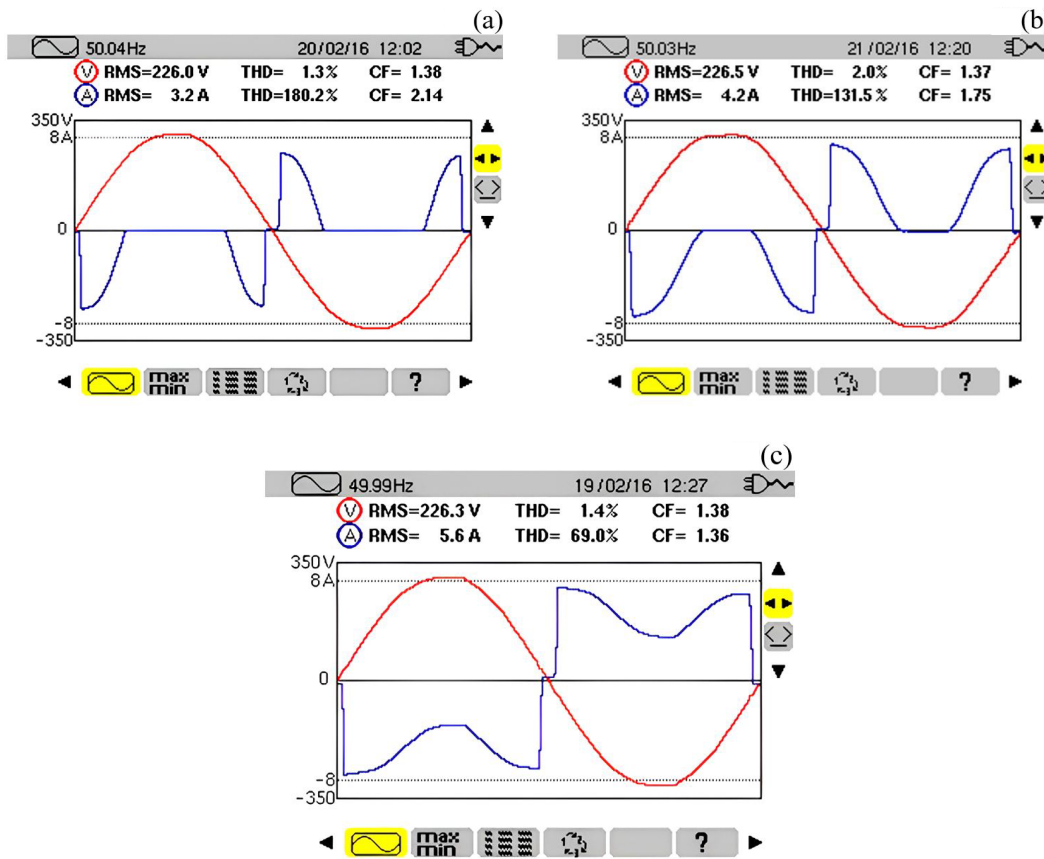 (a)
50.04Hz 20/02/16 12:02
V RMS=226.0 V THD= 1.3% CF= 1.38
A RMS= 3.2 A THD=180.2% CF= 2.14
350V
8A
0
-8
-350
max
min
?
(b)
50.03Hz 21/02/16 12:20
V RMS=226.5 V THD= 2.0% CF= 1.37
A RMS= 4.2 A THD=131.5% CF= 1.75
350V
8A
0
-8
-350
max
min
?
(c)
49.99Hz 19/02/16 12:27
V RMS=226.3 V THD= 1.4% CF= 1.38
A RMS= 5.6 A THD= 69.0% CF= 1.36
350V
8A
0
-8
-350
max
min
?